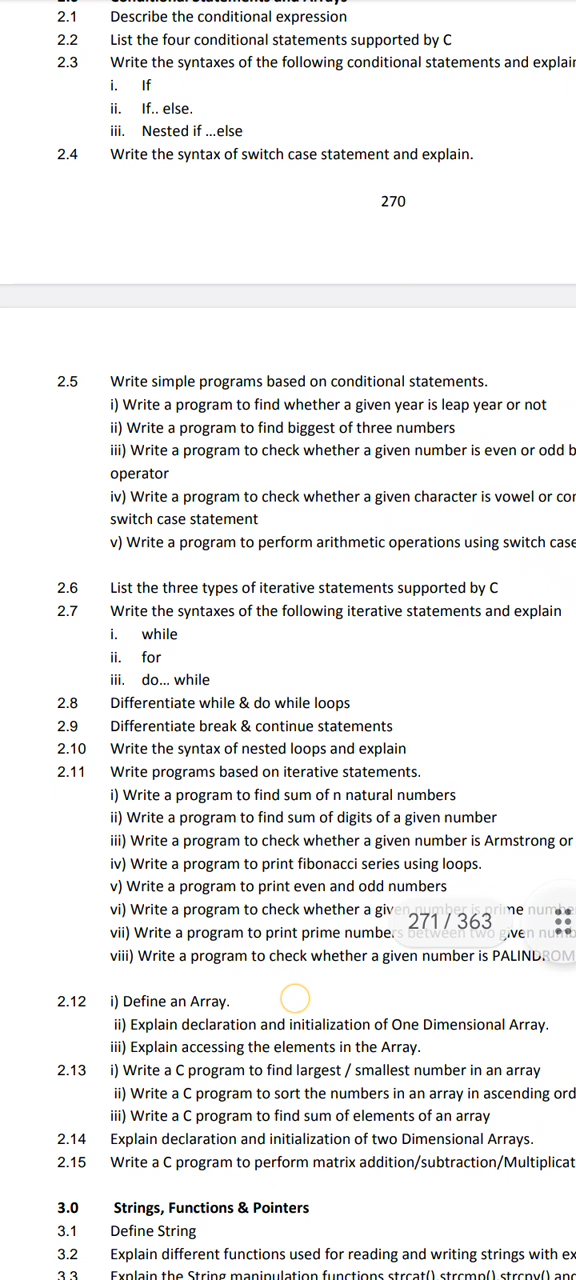 2.1 Describe the conditional expression
2.2 List the four conditional statements supported by C
2.3 Write the syntaxes of the following conditional statements and explain
i. If
ii. If.. else.
iii. Nested if ...else
2.4 Write the syntax of switch case statement and explain.
270
2.5 Write simple programs based on conditional statements.
i) Write a program to find whether a given year is leap year or not
ii) Write a program to find biggest of three numbers
iii) Write a program to check whether a given number is even or odd b
operator
iv) Write a program to check whether a given character is vowel or con
switch case statement
v) Write a program to perform arithmetic operations using switch case
2.6 List the three types of iterative statements supported by C
2.7 Write the syntaxes of the following iterative statements and explain
i. while
ii. for
iii. do... while
2.8 Differentiate while & do while loops
2.9 Differentiate break & continue statements
2.10 Write the syntax of nested loops and explain
2.11 Write programs based on iterative statements.
i) Write a program to find sum of n natural numbers
ii) Write a program to find sum of digits of a given number
iii) Write a program to check whether a given number is Armstrong or
iv) Write a program to print fibonacci series using loops.
v) Write a program to print even and odd numbers
vi) Write a program to check whether a given number is prime numbe
271 / 363
vii) Write a program to print prime numbers between two given numb
viii) Write a program to check whether a given number is PALINDROM
2.12 i) Define an Array.
ii) Explain declaration and initialization of One Dimensional Array.
iii) Explain accessing the elements in the Array.
2.13 i) Write a C program to find largest / smallest number in an array
ii) Write a C program to sort the numbers in an array in ascending ord
iii) Write a C program to find sum of elements of an array
2.14 Explain declaration and initialization of two Dimensional Arrays.
2.15 Write a C program to perform matrix addition/subtraction/Multiplicat
3.0 Strings, Functions & Pointers
3.1 Define String
3.2 Explain different functions used for reading and writing strings with ex
3.3 Explain the String manipulation functions strcat() strcmp() strcpy() and